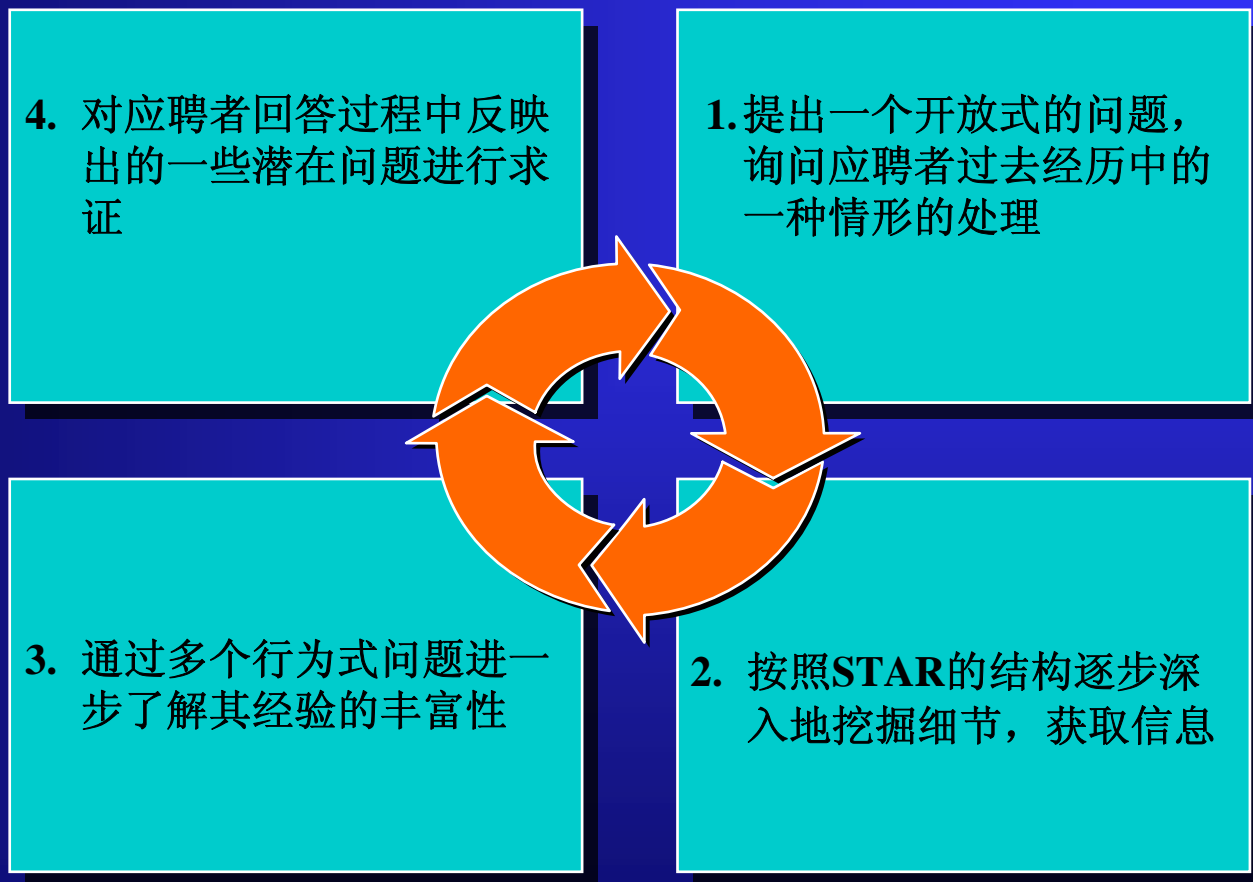 4. 对应聘者回答过程中反映
出的一些潜在问题进行求
证
1.提出一个开放式的问题，
询问应聘者过去经历中的
一种情形的处理
3. 通过多个行为式问题进一
步了解其经验的丰富性
2. 按照STAR的结构逐步深
入地挖掘细节，获取信息